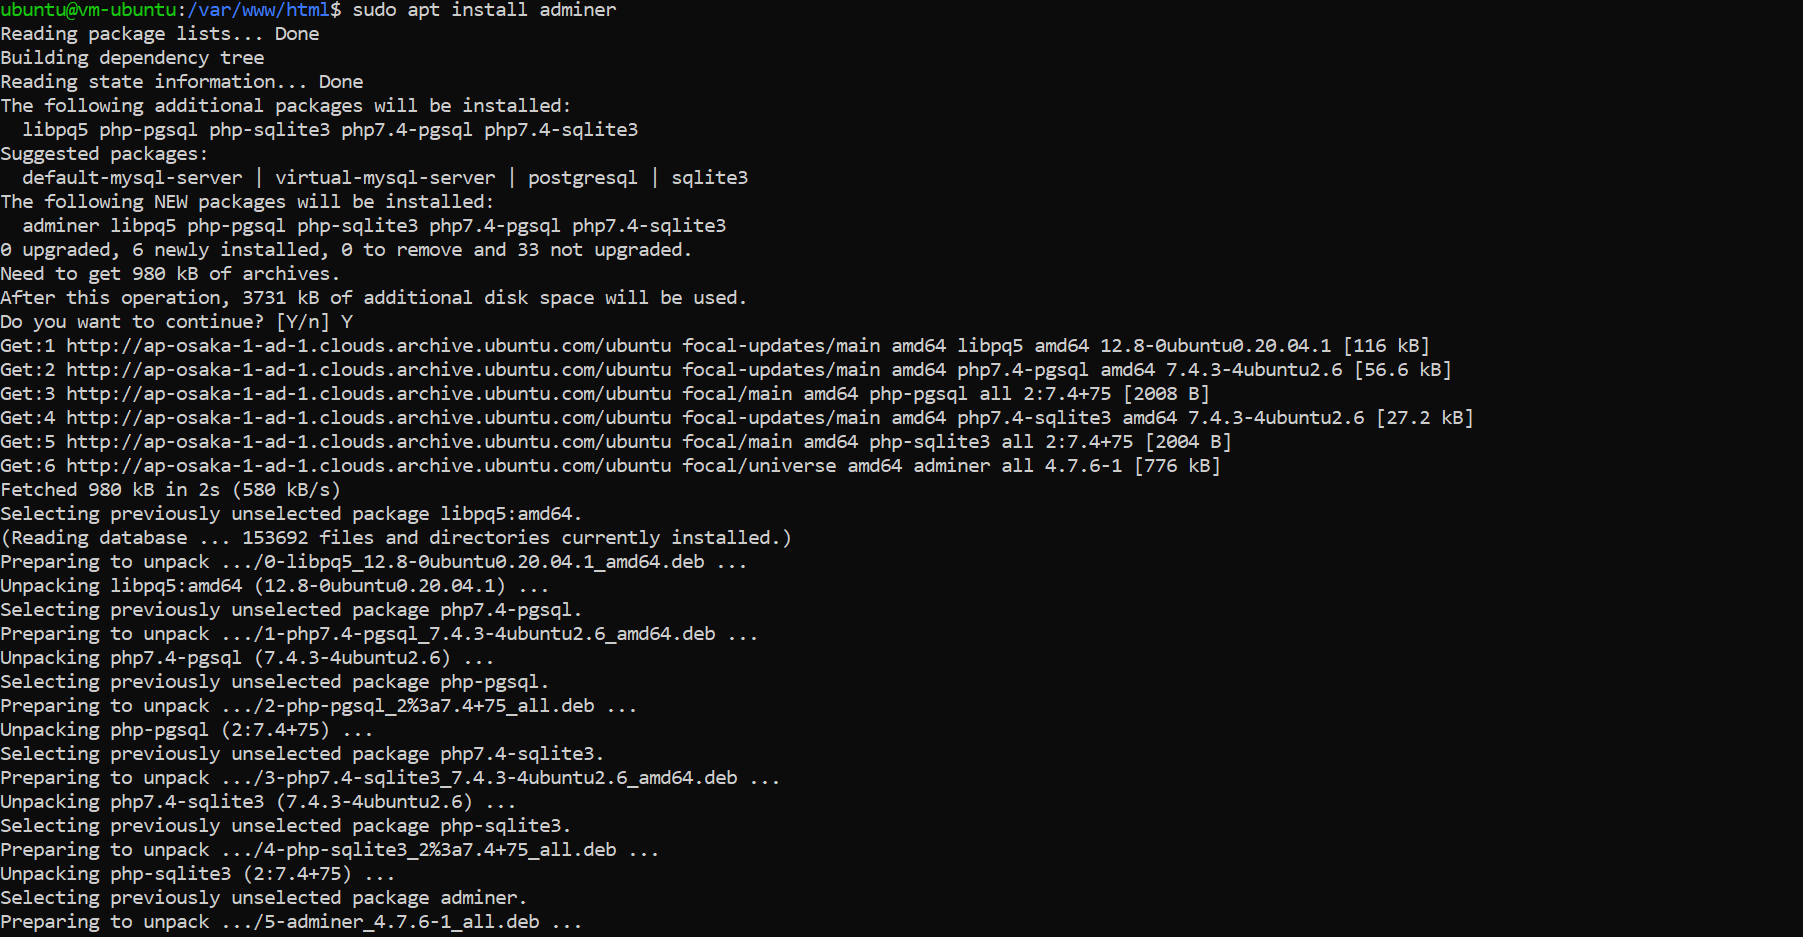 ubuntu@vm-ubuntu:/var/www/html$ sudo apt install adminer
Reading package lists... Done
Building dependency tree
Reading state information... Done
The following additional packages will be installed:
  libpq5 php-pgsql php-sqlite3 php7.4-pgsql php7.4-sqlite3
Suggested packages:
  default-mysql-server | virtual-mysql-server | postgresql | sqlite3
The following NEW packages will be installed:
  adminer libpq5 php-pgsql php-sqlite3 php7.4-pgsql php7.4-sqlite3
0 upgraded, 6 newly installed, 0 to remove and 33 not upgraded.
Need to get 980 kB of archives.
After this operation, 3731 kB of additional disk space will be used.
Do you want to continue? [Y/n] Y
Get:1 http://ap-osaka-1-ad-1.clouds.archive.ubuntu.com/ubuntu focal-updates/main amd64 libpq5 amd64 12.8-0ubuntu0.20.04.1 [116 kB]
Get:2 http://ap-osaka-1-ad-1.clouds.archive.ubuntu.com/ubuntu focal-updates/main amd64 php7.4-pgsql amd64 7.4.3-4ubuntu2.6 [56.6 kB]
Get:3 http://ap-osaka-1-ad-1.clouds.archive.ubuntu.com/ubuntu focal/main amd64 php-pgsql all 2:7.4+75 [2008 B]
Get:4 http://ap-osaka-1-ad-1.clouds.archive.ubuntu.com/ubuntu focal-updates/main amd64 php7.4-sqlite3 amd64 7.4.3-4ubuntu2.6 [27.2 kB]
Get:5 http://ap-osaka-1-ad-1.clouds.archive.ubuntu.com/ubuntu focal/main amd64 php-sqlite3 all 2:7.4+75 [2004 B]
Get:6 http://ap-osaka-1-ad-1.clouds.archive.ubuntu.com/ubuntu focal/universe amd64 adminer all 4.7.6-1 [776 kB]
Fetched 980 kB in 2s (580 kB/s)
Selecting previously unselected package libpq5:amd64.
(Reading database ... 153692 files and directories currently installed.)
Preparing to unpack .../0-libpq5_12.8-0ubuntu0.20.04.1_amd64.deb ...
Unpacking libpq5:amd64 (12.8-0ubuntu0.20.04.1) ...
Selecting previously unselected package php7.4-pgsql.
Preparing to unpack .../1-php7.4-pgsql_7.4.3-4ubuntu2.6_amd64.deb ...
Unpacking php7.4-pgsql (7.4.3-4ubuntu2.6) ...
Selecting previously unselected package php-pgsql.
Preparing to unpack .../2-php-pgsql_2%3a7.4+75_all.deb ...
Unpacking php-pgsql (2:7.4+75) ...
Selecting previously unselected package php7.4-sqlite3.
Preparing to unpack .../3-php7.4-sqlite3_7.4.3-4ubuntu2.6_amd64.deb ...
Unpacking php7.4-sqlite3 (7.4.3-4ubuntu2.6) ...
Selecting previously unselected package php-sqlite3.
Preparing to unpack .../4-php-sqlite3_2%3a7.4+75_all.deb ...
Unpacking php-sqlite3 (2:7.4+75) ...
Selecting previously unselected package adminer.
Preparing to unpack .../5-adminer_4.7.6-1_all.deb ...